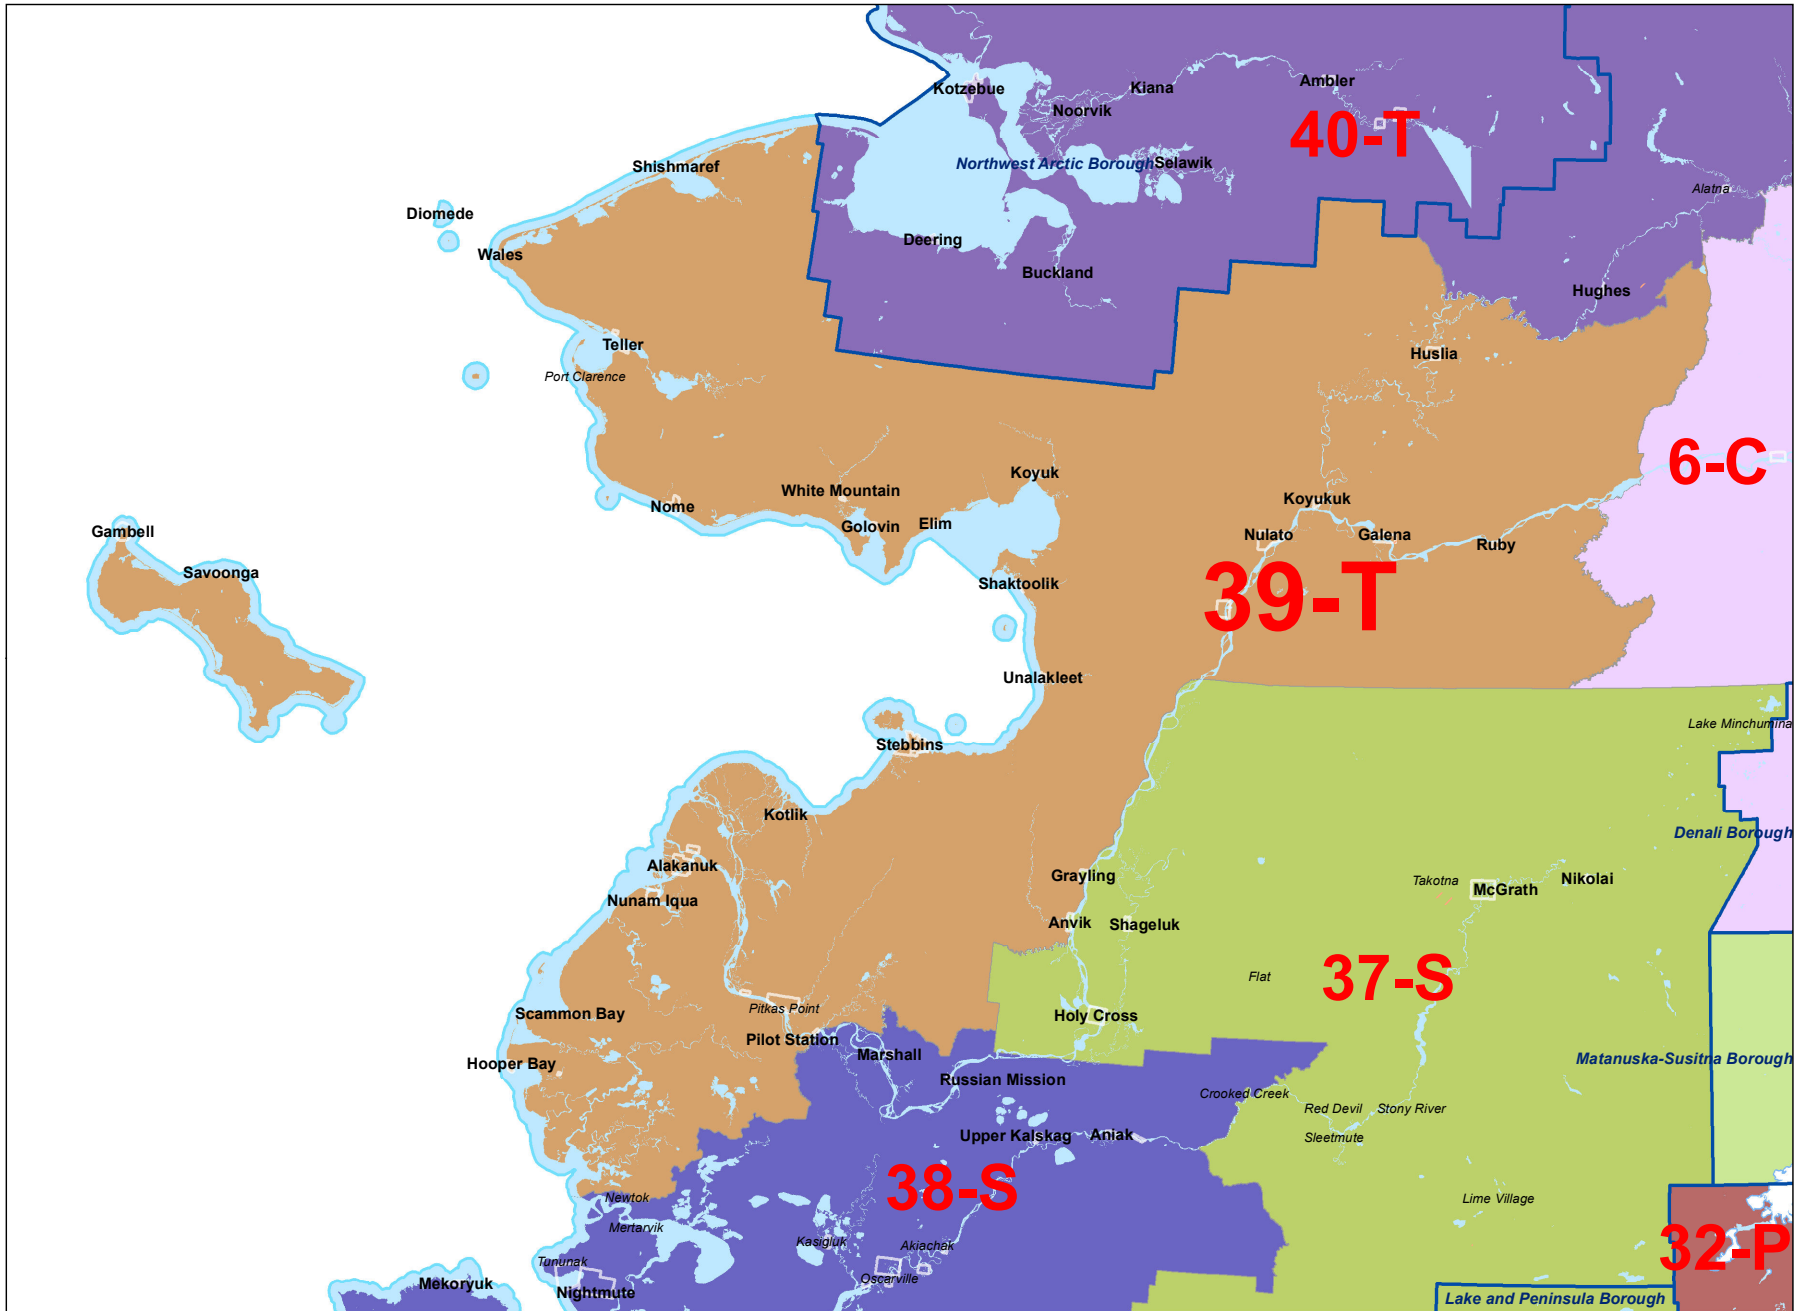 Kotzebue
Kiana
Ambler
Noorvik
40-T
Shishmaref
Northwest Arctic Borough
Selawik
Alatna
Diomede
Deering
Wales
Buckland
Hughes
Teller
Huslia
Port Clarence
6-C
Koyuk
White Mountain
Koyukuk
Nome
Golovin
Elim
Gambell
Nulato
Galena
Ruby
Savoonga
Shaktoolik
39-T
Unalakleet
Lake Minchumina
Stebbins
Kotlik
Denali Borough
Alakanuk
Grayling
Takotna
McGrath
Nikolai
Nunam Iqua
Anvik
Shageluk
Flat
37-S
Pitkas Point
Scammon Bay
Holy Cross
Pilot Station
Marshall
Hooper Bay
Matanuska-Susitna Borough
Russian Mission
Crooked Creek
Red Devil
Stony River
Upper Kalskag
Aniak
Sleetmute
38-S
Newtok
Lime Village
Mertarvik
Kasigluk
Akiachak
32-P
Tununak
Oscarville
Mekoryuk
Nightmute
Lake and Peninsula Borough